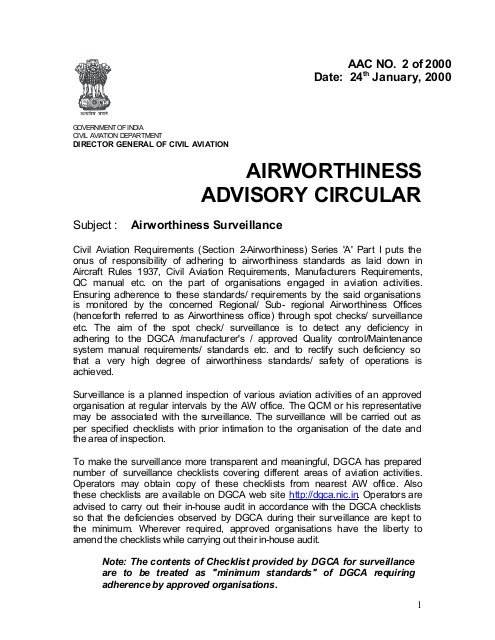 AAC NO. 2 of 2000
Date: 24th January, 2000
सत्यमेव जयते
GOVERNMENT OF INDIA
CIVIL AVIATION DEPARTMENT
DIRECTOR GENERAL OF CIVIL AVIATION
AIRWORTHINESS
ADVISORY CIRCULAR
Subject : Airworthiness Surveillance
Civil Aviation Requirements (Section 2-Airworthiness) Series 'A' Part I puts the
onus of responsibility of adhering to airworthiness standards as laid down in
Aircraft Rules 1937, Civil Aviation Requirements, Manufacturers Requirements,
QC manual etc. on the part of organisations engaged in aviation activities.
Ensuring adherence to these standards/ requirements by the said organisations
is monitored by the concerned Regional/ Sub- regional Airworthiness Offices
(henceforth referred to as Airworthiness office) through spot checks/ surveillance
etc. The aim of the spot check/ surveillance is to detect any deficiency in
adhering to the DGCA /manufacturer's / approved Quality control/Maintenance
system manual requirements/ standards etc. and to rectify such deficiency so
that a very high degree of airworthiness standards/ safety of operations is
achieved.
Surveillance is a planned inspection of various aviation activities of an approved
organisation at regular intervals by the AW office. The QCM or his representative
may be associated with the surveillance. The surveillance will be carried out as
per specified checklists with prior intimation to the organisation of the date and
the area of inspection.
To make the surveillance more transparent and meaningful, DGCA has prepared
number of surveillance checklists covering different areas of aviation activities.
Operators may obtain copy of these checklists from nearest AW office. Also
these checklists are available on DGCA web site http://dgca.nic.in. Operators are
advised to carry out their in-house audit in accordance with the DGCA checklists
so that the deficiencies observed by DGCA during their surveillance are kept to
the minimum. Wherever required, approved organisations have the liberty to
amend the checklists while carrying out their in-house audit.
Note: The contents of Checklist provided by DGCA for surveillance
are to be treated as "minimum standards" of DGCA requiring
adherence by approved organisations.
1